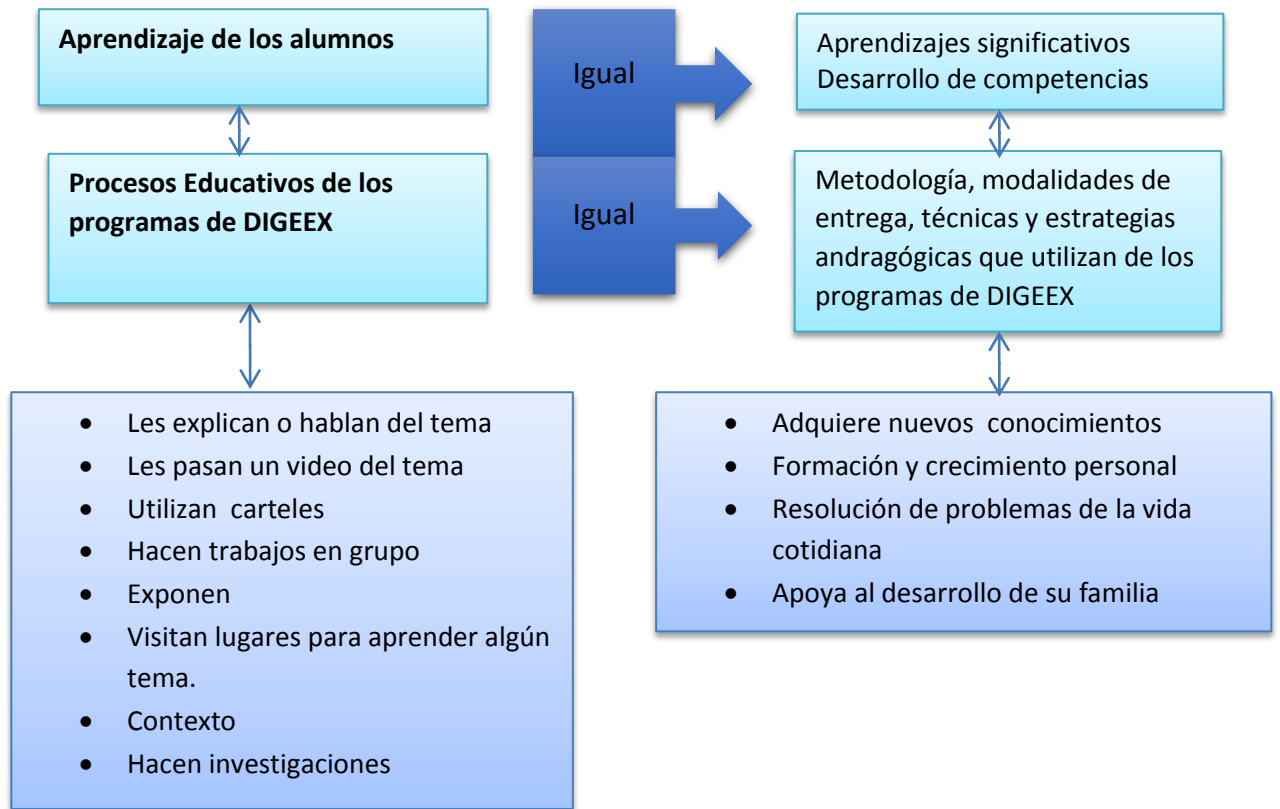 Aprendizaje de los alumnos
Igual
Aprendizajes significativos
Desarrollo de competencias
Procesos Educativos de los
programas de DIGEEX
Igual
Metodología, modalidades de
entrega, técnicas y estrategias
andragógicas que utilizan de los
programas de DIGEEX
• Les explican o hablan del tema
• Les pasan un video del tema
• Utilizan carteles
• Hacen trabajos en grupo
• Exponen
• Visitan lugares para aprender algún
tema.
• Contexto
• Hacen investigaciones
• Adquiere nuevos conocimientos
• Formación y crecimiento personal
• Resolución de problemas de la vida
cotidiana
• Apoya al desarrollo de su familia